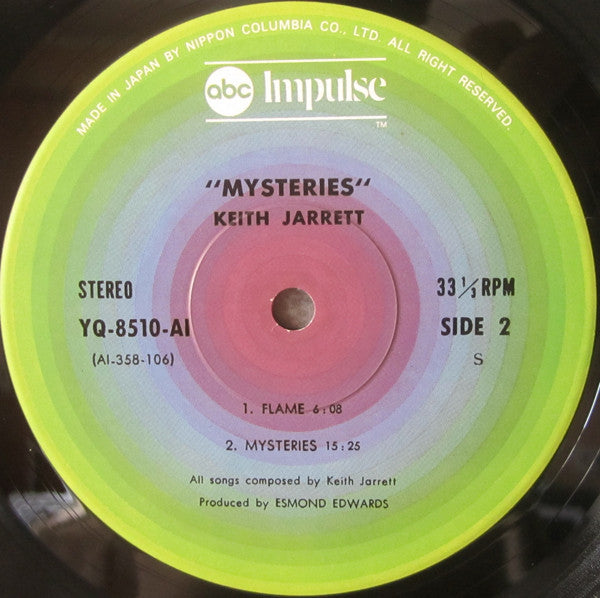 MADE IN JAPAN BY NIPPON COLUMBIA CO., LTD. ALL RIGHT RESERVED.
abc Impulse
TM
"MYSTERIES"
KEITH JARRETT
STEREO
33 1/3 RPM
YQ-8510-AI
SIDE 2
(AI-358-106)
S
1. FLAME 6:08
2. MYSTERIES 15:25
All songs composed by Keith Jarrett
Produced by ESMOND EDWARDS